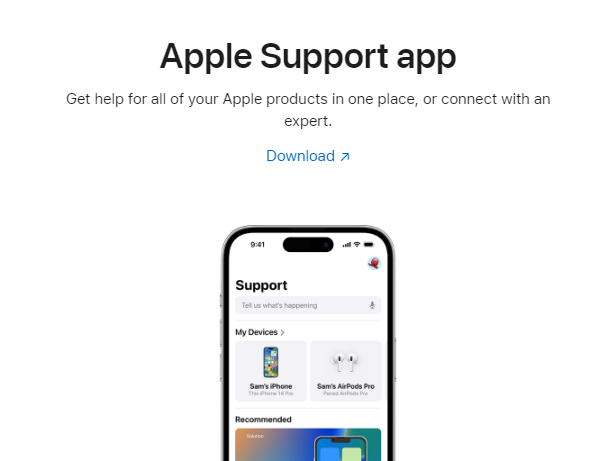 Apple Support app
Get help for all of your Apple products in one place, or connect with an
expert.
Download ↗
9:41
Support
Tell us what's happening
My Devices >
Sam's iPhone
This iPhone 14 Pro
Sam's AirPods Pro
Paired AirPods Pro
Recommended
Solution